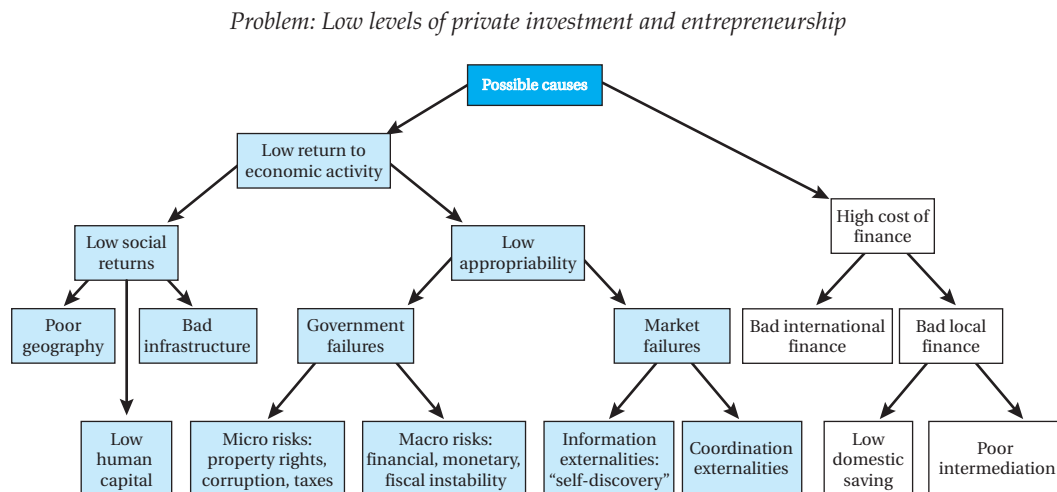 Problem: Low levels of private investment and entrepreneurship
Possible causes
Low return to
economic activity
High cost of
finance
Low social
returns
Low
appropriability
Poor
geography
Bad
infrastructure
Government
failures
Market
failures
Bad international
finance
Bad local
finance
Low
human
capital
Micro risks:
property rights,
corruption, taxes
Macro risks:
financial, monetary,
fiscal instability
Information
externalities:
“self-discovery”
Coordination
externalities
Low
domestic
saving
Poor
intermediation